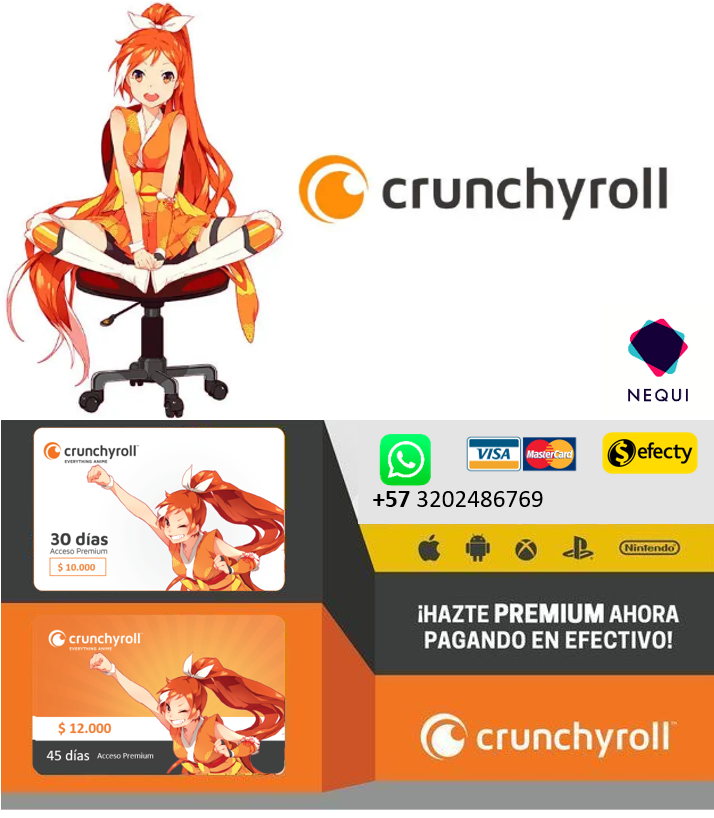 crunchyroll
NEQUI
crunchyroll
EVERYTHING ANIME
30 días
Acceso Premium
$ 10.000
crunchyroll
EVERYTHING ANIME
$ 12.000
45 días Acceso Premium
VISA
MasterCard
$ efecty
+57 3202486769
Nintendo
¡HAZTE PREMIUM AHORA
PAGANDO EN EFECTIVO!
crunchyroll™